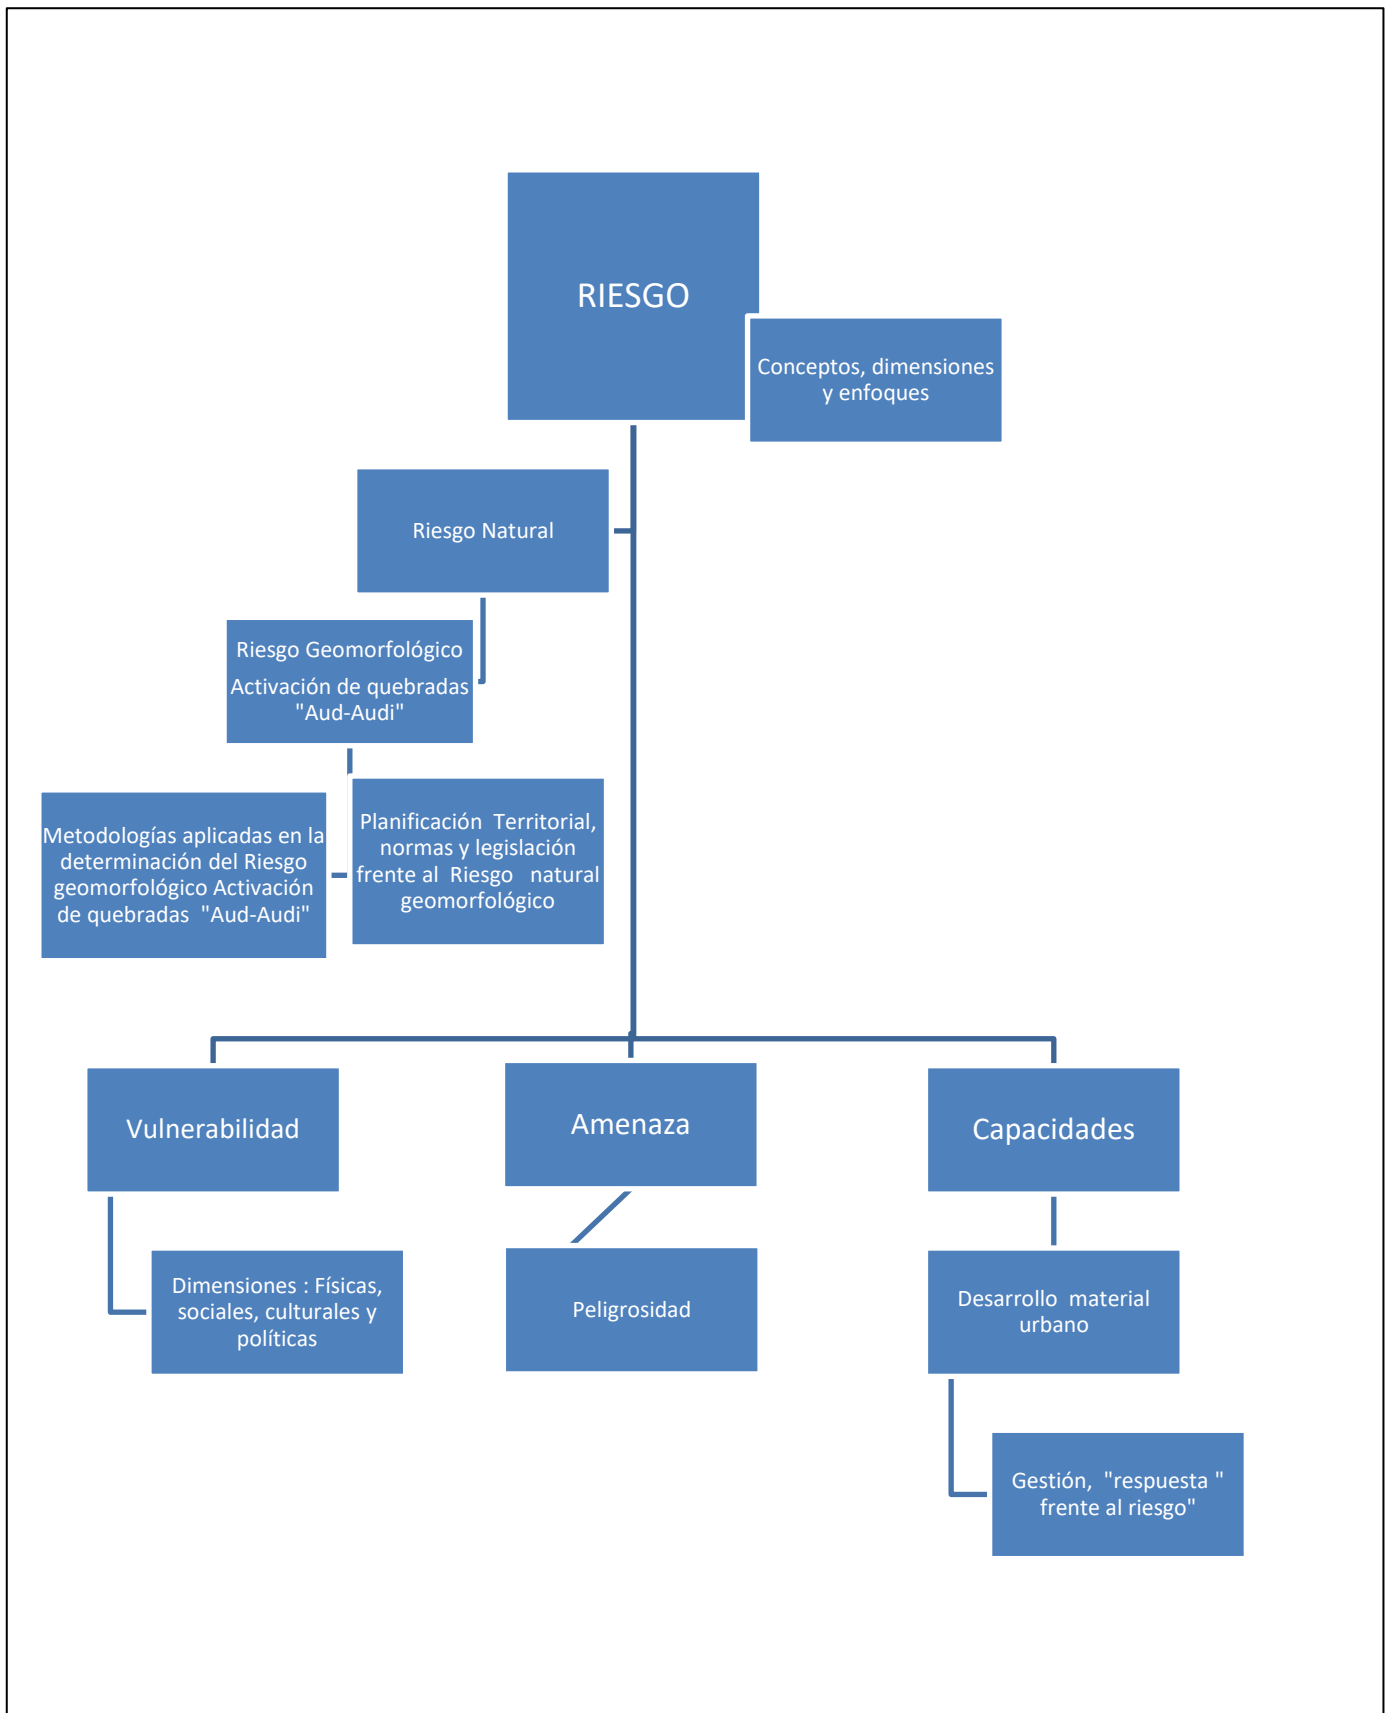 RIESGO
Conceptos, dimensiones
y enfoques
Riesgo Natural
Riesgo Geomorfológico
Activación de quebradas
"Aud-Audi"
Metodologías aplicadas en la
determinación del Riesgo
geomorfológico Activación
de quebradas "Aud-Audi"
Planificación Territorial,
normas y legislación
frente al Riesgo natural
geomorfológico
Vulnerabilidad
Amenaza
Capacidades
Dimensiones : Físicas,
sociales, culturales y
políticas
Peligrosidad
Desarrollo material
urbano
Gestión, "respuesta "
frente al riesgo"